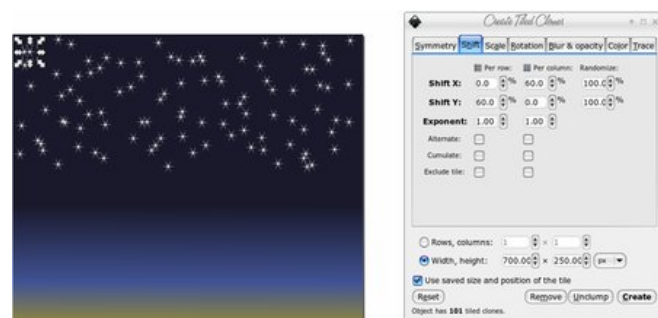 Create Tiled Clones
Symmetry Shift Scale Rotation Blur & opacity Color Trace
Per row: Per column: Randomize:
Shift X: 0.0 % 60.0 % 100.0 %
Shift Y: 60.0 % 0.0 % 100.0 %
Exponent: 1.00 1.00
Alternate:
Cumulate:
Exclude tile:
Rows, columns: 1 × 1
Width, height: 700.00 × 250.00 px
Use saved size and position of the tile
Reset Remove Unclump Create
Object has 101 tiled clones.